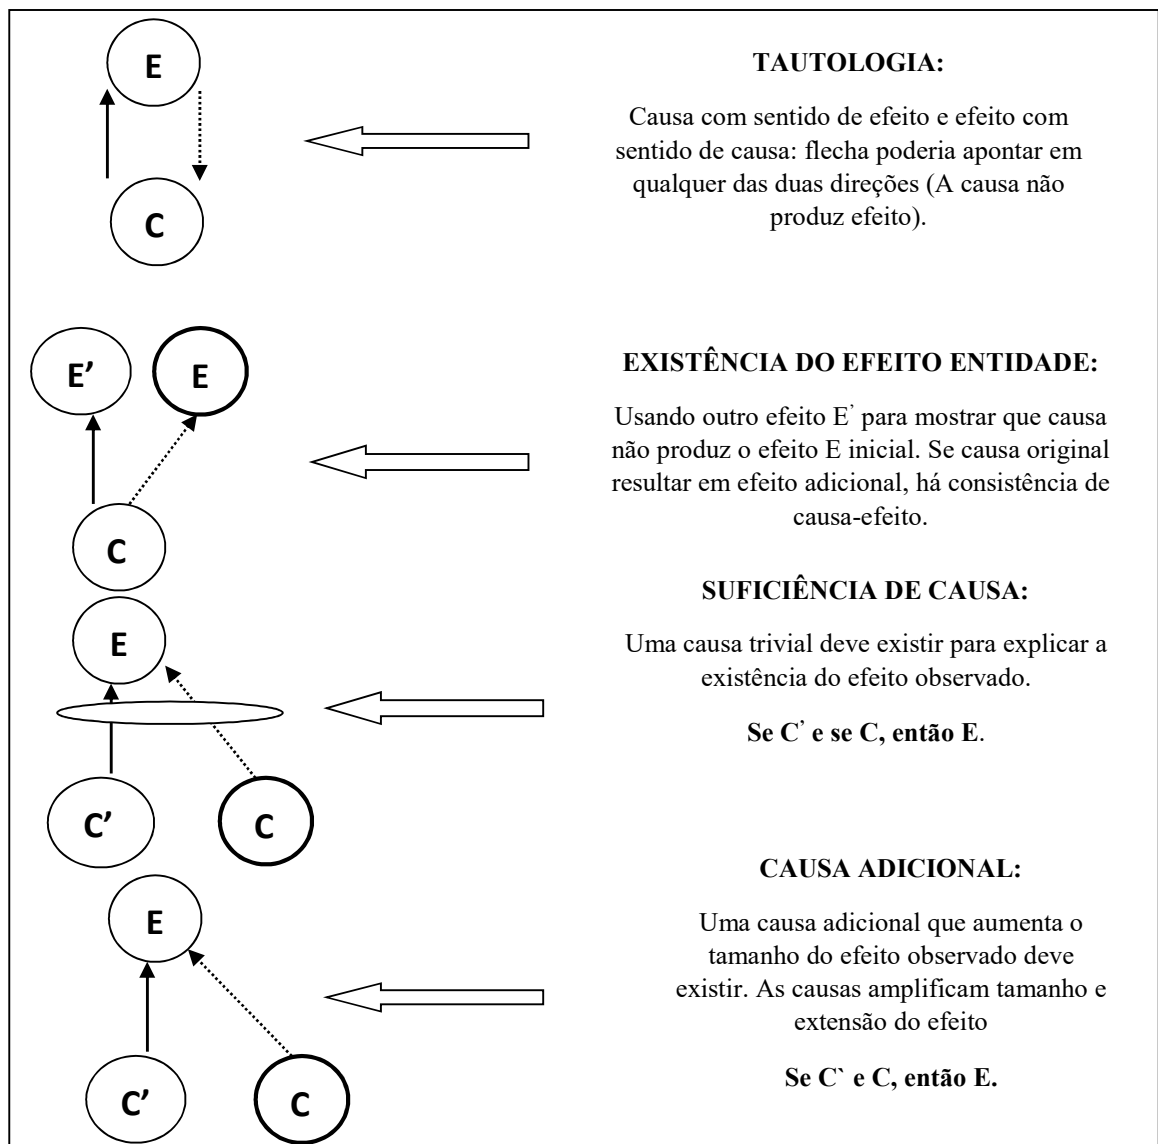 E
C
TAUTOLOGIA:
Causa com sentido de efeito e efeito com
sentido de causa: flecha poderia apontar em
qualquer das duas direções (A causa não
produz efeito).
E’
E
C
EXISTÊNCIA DO EFEITO ENTIDADE:
Usando outro efeito E’ para mostrar que causa
não produz o efeito E inicial. Se causa original
resultar em efeito adicional, há consistência de
causa-efeito.
E
C’
C
SUFICIÊNCIA DE CAUSA:
Uma causa trivial deve existir para explicar a
existência do efeito observado.
Se C’ e se C, então E.
E
C’
C
CAUSA ADICIONAL:
Uma causa adicional que aumenta o
tamanho do efeito observado deve
existir. As causas amplificam tamanho e
extensão do efeito
Se C` e C, então E.